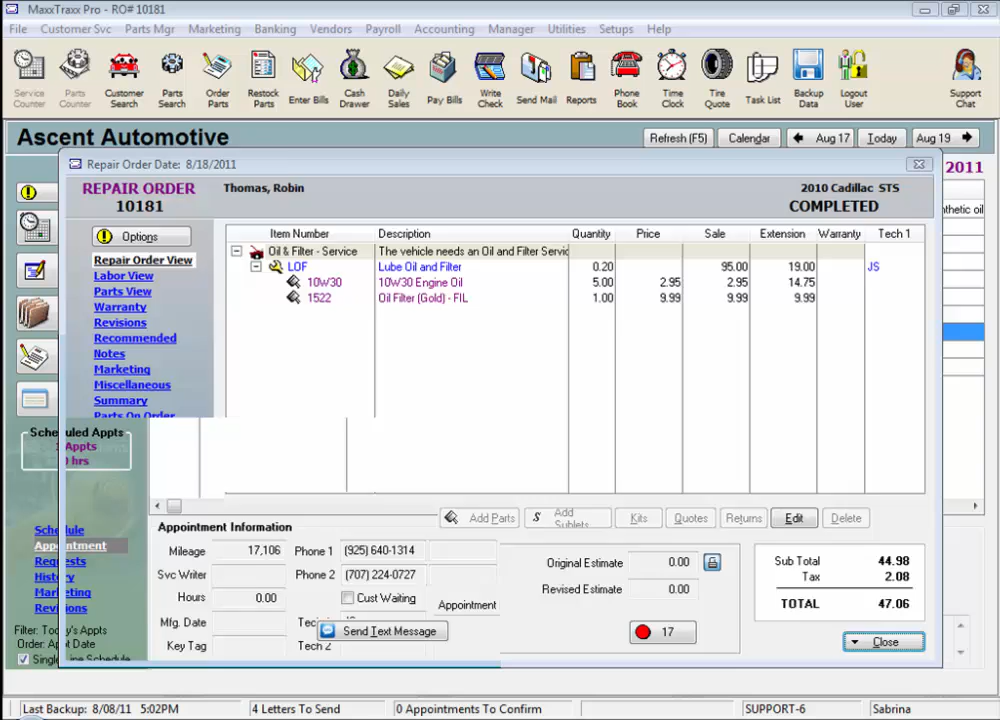 MaxxTraxx Pro - RO# 10181
File Customer Svc Parts Mgr Marketing Banking Vendors Payroll Accounting Manager Utilities Setups Help
Service Counter
Parts Counter
Customer Search
Parts Search
Order Parts
Restock Parts
Enter Bills
Cash Drawer
Daily Sales
Pay Bills
Write Check
Send Mail
Reports
Phone Book
Time Clock
Tire Quote
Task List
Backup Data
Logout User
Support Chat
Ascent Automotive
Refresh (F5) Calendar Aug 17 Today Aug 19
2011
Repair Order Date: 8/18/2011
REPAIR ORDER
10181
Thomas, Robin
2010 Cadillac STS
COMPLETED
Options
Repair Order View
Labor View
Parts View
Warranty
Revisions
Recommended
Notes
Marketing
Miscellaneous
Summary
Parts On Order
Item Number Description Quantity Price Sale Extension Warranty Tech 1
Oil & Filter - Service The vehicle needs an Oil and Filter Servic
LOF Lube Oil and Filter 0.20 95.00 19.00 JS
10W30 10W30 Engine Oil 5.00 2.95 2.95 14.75
1522 Oil Filter (Gold) - FIL 1.00 9.99 9.99 9.99
nthetic oil
Scheduled Appts
Appts
hrs
Schedule
Appointment
Requests
History
Marketing
Revisions
Filter: Today's Appts
Order: Appt Date
Single Line Schedule
Add Parts Add Sublets Kits Quotes Returns Edit Delete
Appointment Information
Mileage 17,106 Phone 1 (925) 640-1314
Svc Writer Phone 2 (707) 224-0727
Hours 0.00 Cust Waiting
Appointment
Mfg. Date
Send Text Message
Key Tag Tech 2
Original Estimate 0.00
Revised Estimate 0.00
17
Sub Total 44.98
Tax 2.08
TOTAL 47.06
Close
Last Backup: 8/08/11 5:02PM 4 Letters To Send 0 Appointments To Confirm SUPPORT-6 Sabrina